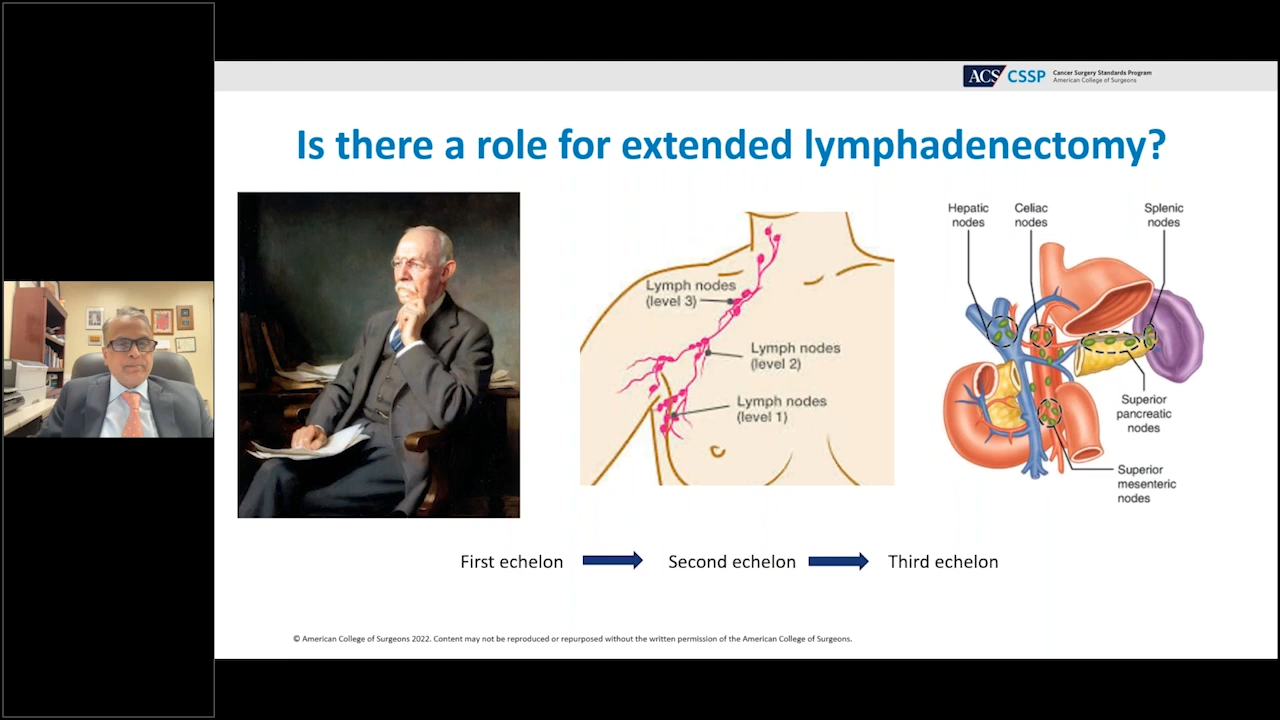 ACS CSSP Cancer Surgery Standards Program
American College of Surgeons
Is there a role for extended lymphadenectomy?
Lymph nodes
(level 3)
Lymph nodes
(level 2)
Lymph nodes
(level 1)
Hepatic
nodes
Celiac
nodes
Splenic
nodes
Superior
pancreatic
nodes
Superior
mesenteric
nodes
First echelon
Second echelon
Third echelon
© American College of Surgeons 2022. Content may not be reproduced or repurposed without the written permission of the American College of Surgeons.